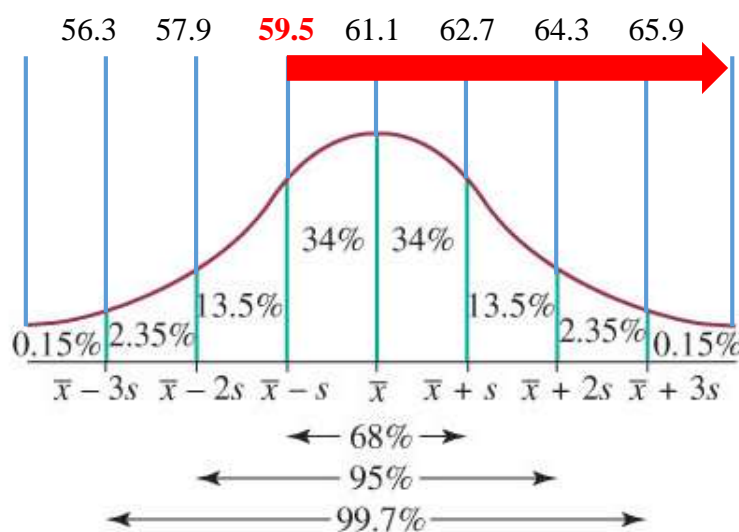 56.3 57.9 59.5 61.1 62.7 64.3 65.9
34% 34%
13.5% 13.5%
0.15% 2.35% 2.35% 0.15%
x̅ – 3s x̅ – 2s x̅ – s x̅ x̅ + s x̅ + 2s x̅ + 3s
68%
95%
99.7%